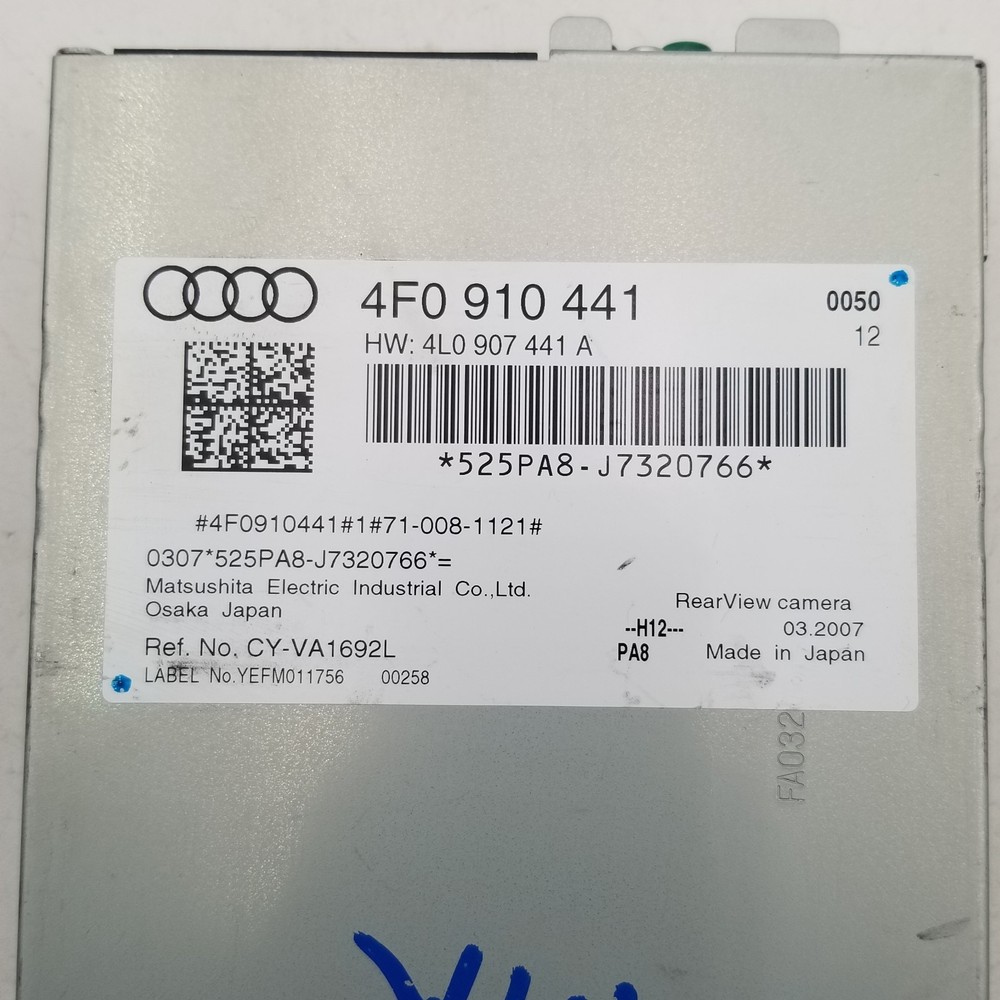 4F0 910 441
0050
HW: 4L0 907 441 A
12
*525PA8-J7320766*
#4F0910441#1#71-008-1121#
0307*525PA8-J7320766*=
Matsushita Electric Industrial Co.,Ltd.
Osaka Japan
RearView camera
--H12---
03.2007
Ref. No. CY-VA1692L
PA8
Made in Japan
LABEL No.YEFM011756 00258
FA032